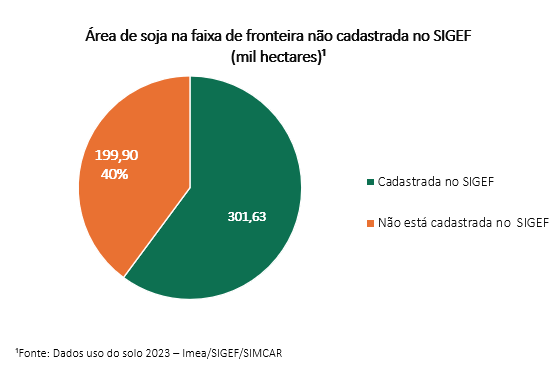 Área de soja na faixa de fronteira não cadastrada no SIGEF
(mil hectares)¹
199,90
40%
301,63
Cadastrada no SIGEF
Não está cadastrada no SIGEF
¹Fonte: Dados uso do solo 2023 – Imea/SIGEF/SIMCAR